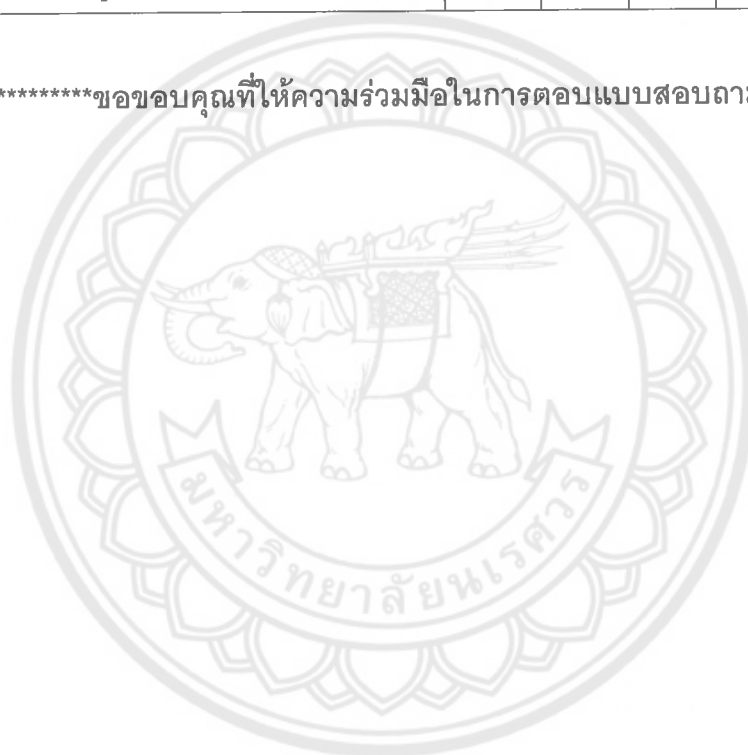 *********ขอขอบคุณที่ให้ความร่วมมือในการตอบแบบสอบถาม
มหาวิทยาลัยนเรศวร